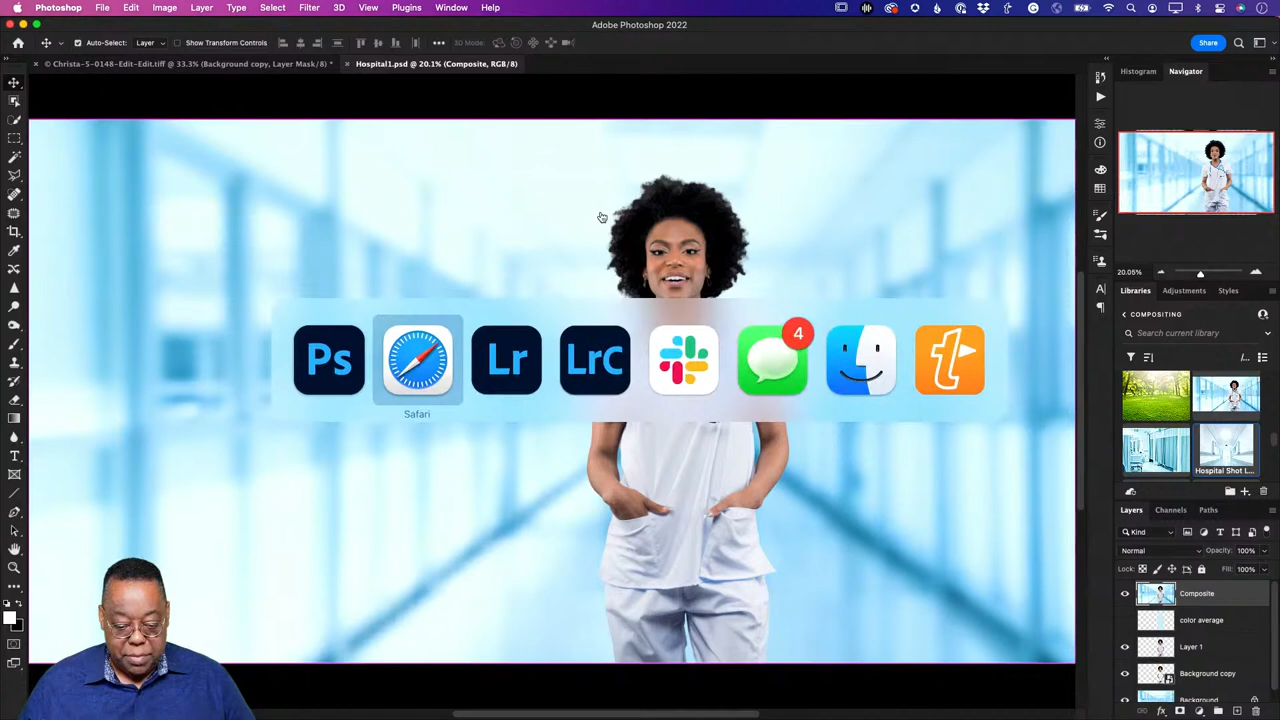 Photoshop File Edit Image Layer Type Select Filter 3D View Plugins Window Help
Adobe Photoshop 2022
Auto-Select: Layer Show Transform Controls 3D Mode: Share
× © Christa-5-0148-Edit-Edit.tiff @ 33.3% (Background copy, Layer Mask/8) * × Hospital1.psd @ 20.1% (Composite, RGB/8)
Histogram Navigator
20.05%
Libraries Adjustments Styles
COMPOSITING
Search current library
Hospital Shot L...
Ps Lr LrC 4 t
Safari
Layers Channels Paths
Kind
Normal Opacity: 100%
Lock: Fill: 100%
Composite
color average
Layer 1
Background copy
Background
fx